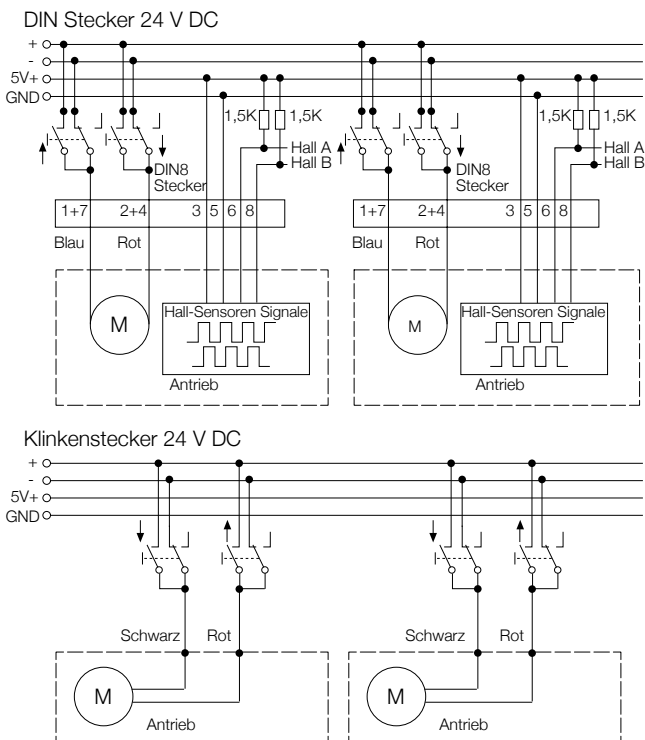 DIN Stecker 24 V DC
+
-
5V+
GND
1,5K 1,5K 1,5K 1,5K
Hall A Hall A
Hall B Hall B
DIN8 DIN8
Stecker Stecker
1+7 2+4 3 5 6 8 1+7 2+4 3 5 6 8
Blau Rot Blau Rot
Hall-Sensoren Signale Hall-Sensoren Signale
M M
Antrieb Antrieb
Klinkenstecker 24 V DC
+
-
5V+
GND
Schwarz Rot Schwarz Rot
M M
Antrieb Antrieb